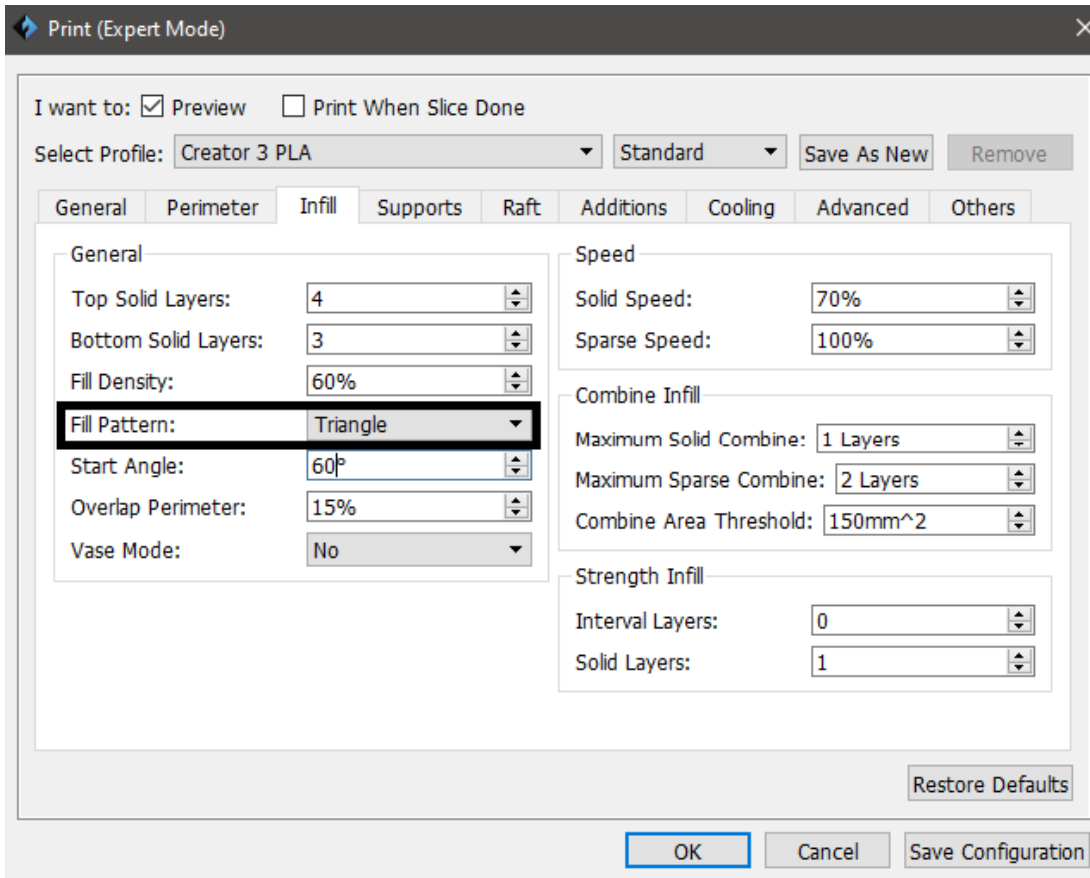 Print (Expert Mode)
I want to: Preview Print When Slice Done
Select Profile: Creator 3 PLA Standard Save As New Remove
General Perimeter Infill Supports Raft Additions Cooling Advanced Others
General
Top Solid Layers: 4
Bottom Solid Layers: 3
Fill Density: 60%
Fill Pattern: Triangle
Start Angle: 60°
Overlap Perimeter: 15%
Vase Mode: No
Speed
Solid Speed: 70%
Sparse Speed: 100%
Combine Infill
Maximum Solid Combine: 1 Layers
Maximum Sparse Combine: 2 Layers
Combine Area Threshold: 150mm^2
Strength Infill
Interval Layers: 0
Solid Layers: 1
Restore Defaults
OK Cancel Save Configuration